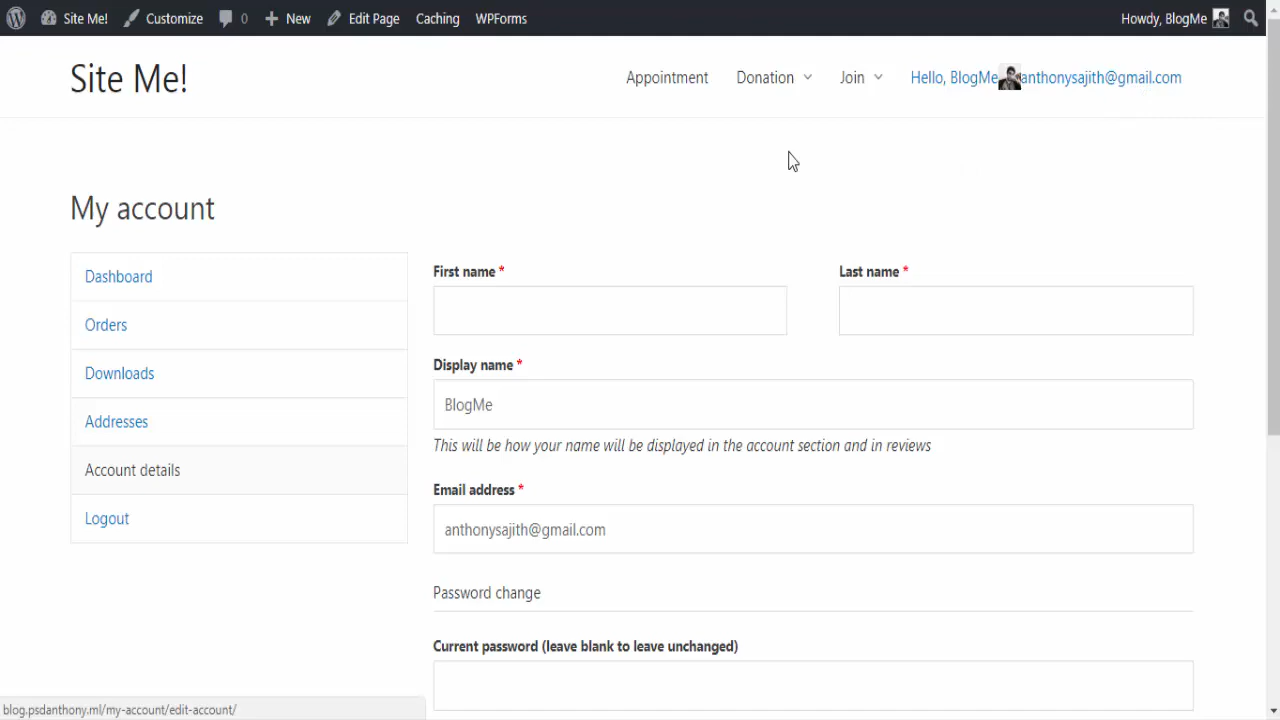 Site Me! Customize 0 New Edit Page Caching WPForms Howdy, BlogMe
Site Me! Appointment Donation Join Hello, BlogMe anthonysajith@gmail.com
My account
Dashboard
Orders
Downloads
Addresses
Account details
Logout
First name * Last name *
Display name *
BlogMe
This will be how your name will be displayed in the account section and in reviews
Email address *
anthonysajith@gmail.com
Password change
Current password (leave blank to leave unchanged)
blog.psdanthony.ml/my-account/edit-account/